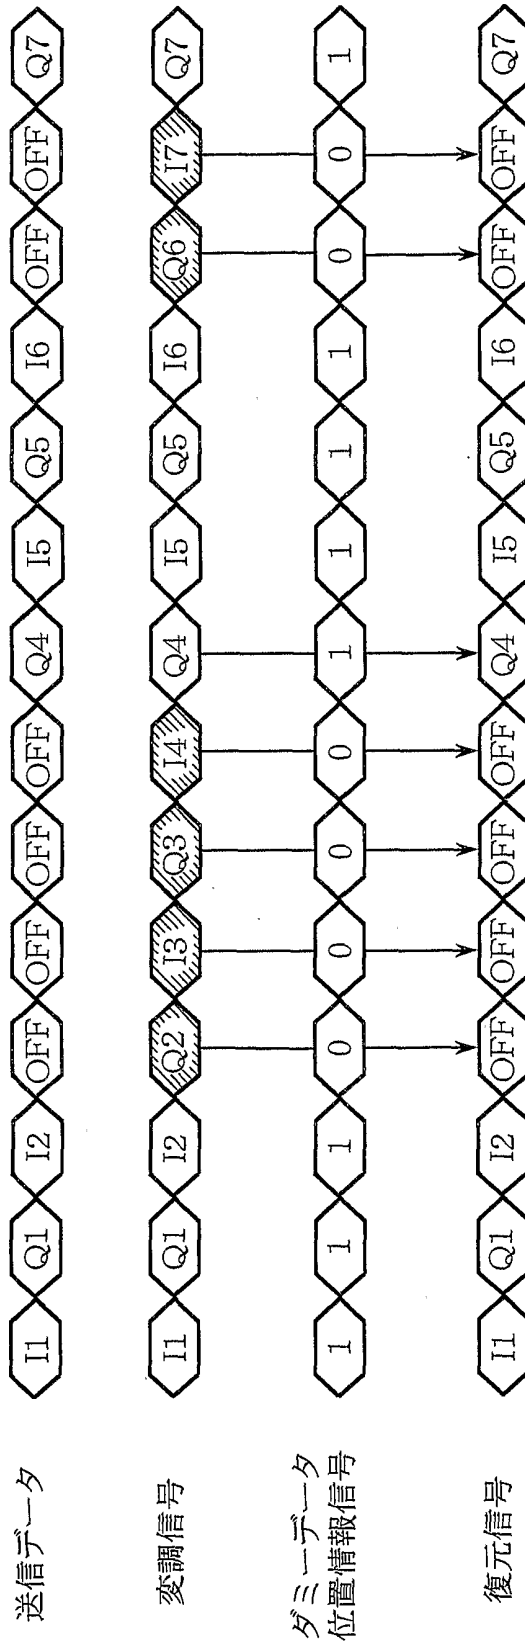 送信データ I1 Q1 I2 OFF OFF OFF OFF Q4 I5 Q5 I6 OFF OFF Q7
変調信号 I1 Q1 I2 Q2 I3 Q3 I4 Q4 I5 Q5 I6 Q6 I7 Q7
ダミーデータ
位置情報信号 1 1 1 0 0 0 0 1 1 1 1 0 0 1
復元信号 I1 Q1 I2 OFF OFF OFF OFF Q4 I5 Q5 I6 OFF OFF Q7